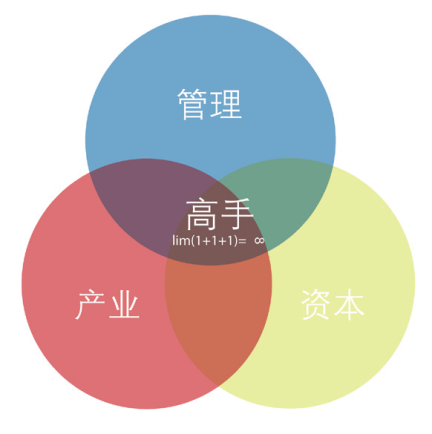 管理
高手
lim(1+1+1)= ∞
产业
资本